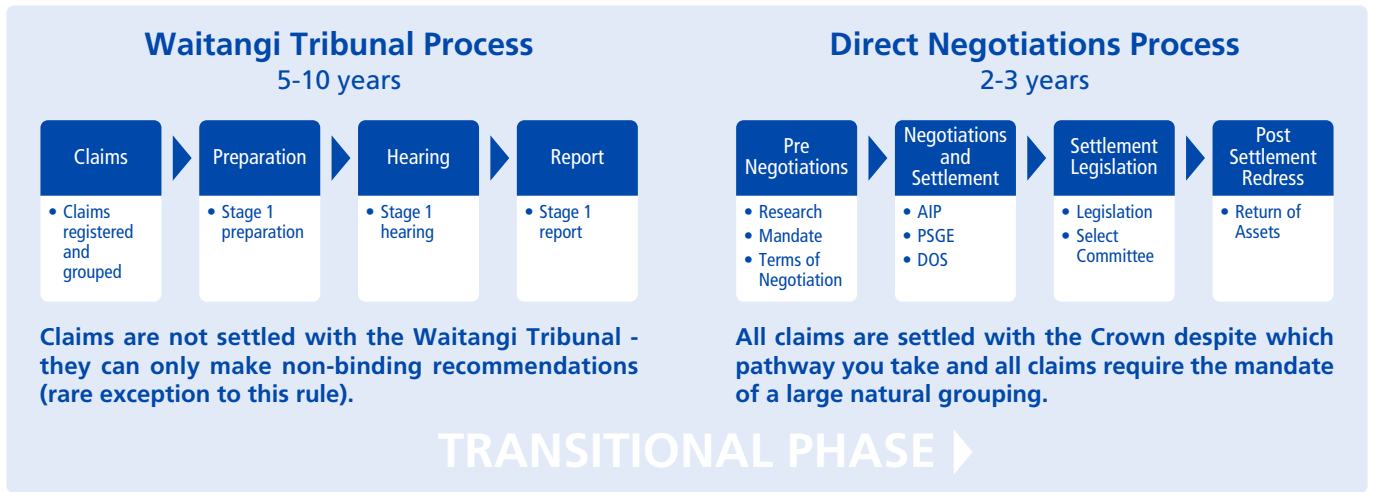 Waitangi Tribunal Process
5-10 years
Claims
• Claims
registered
and
grouped
Preparation
• Stage 1
preparation
Hearing
• Stage 1
hearing
Report
• Stage 1
report
Claims are not settled with the Waitangi Tribunal -
they can only make non-binding recommendations
(rare exception to this rule).
Direct Negotiations Process
2-3 years
Pre
Negotiations
• Research
• Mandate
• Terms of
Negotiation
Negotiations
and
Settlement
• AIP
• PSGE
• DOS
Settlement
Legislation
• Legislation
• Select
Committee
Post
Settlement
Redress
• Return of
Assets
All claims are settled with the Crown despite which
pathway you take and all claims require the mandate
of a large natural grouping.
TRANSITIONAL PHASE